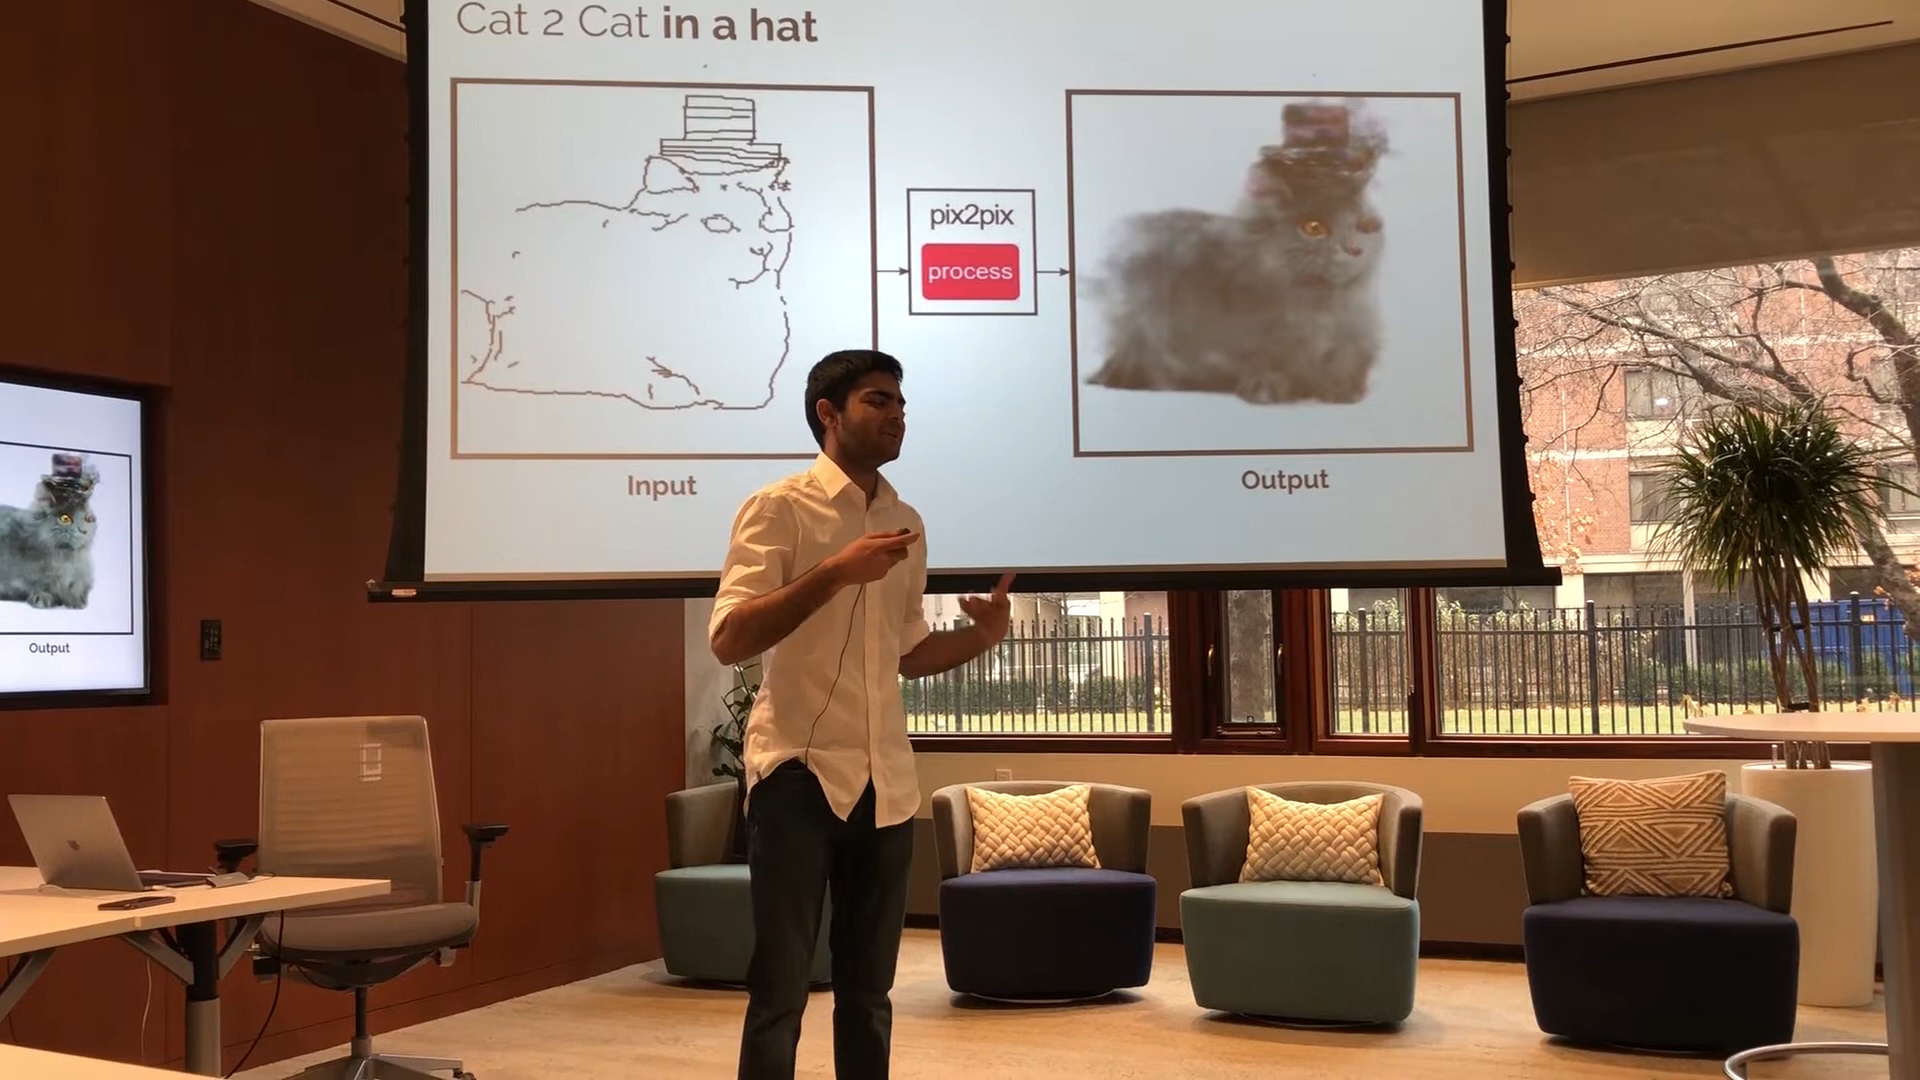 Cat 2 Cat in a hat
pix2pix
process
Input
Output
Output